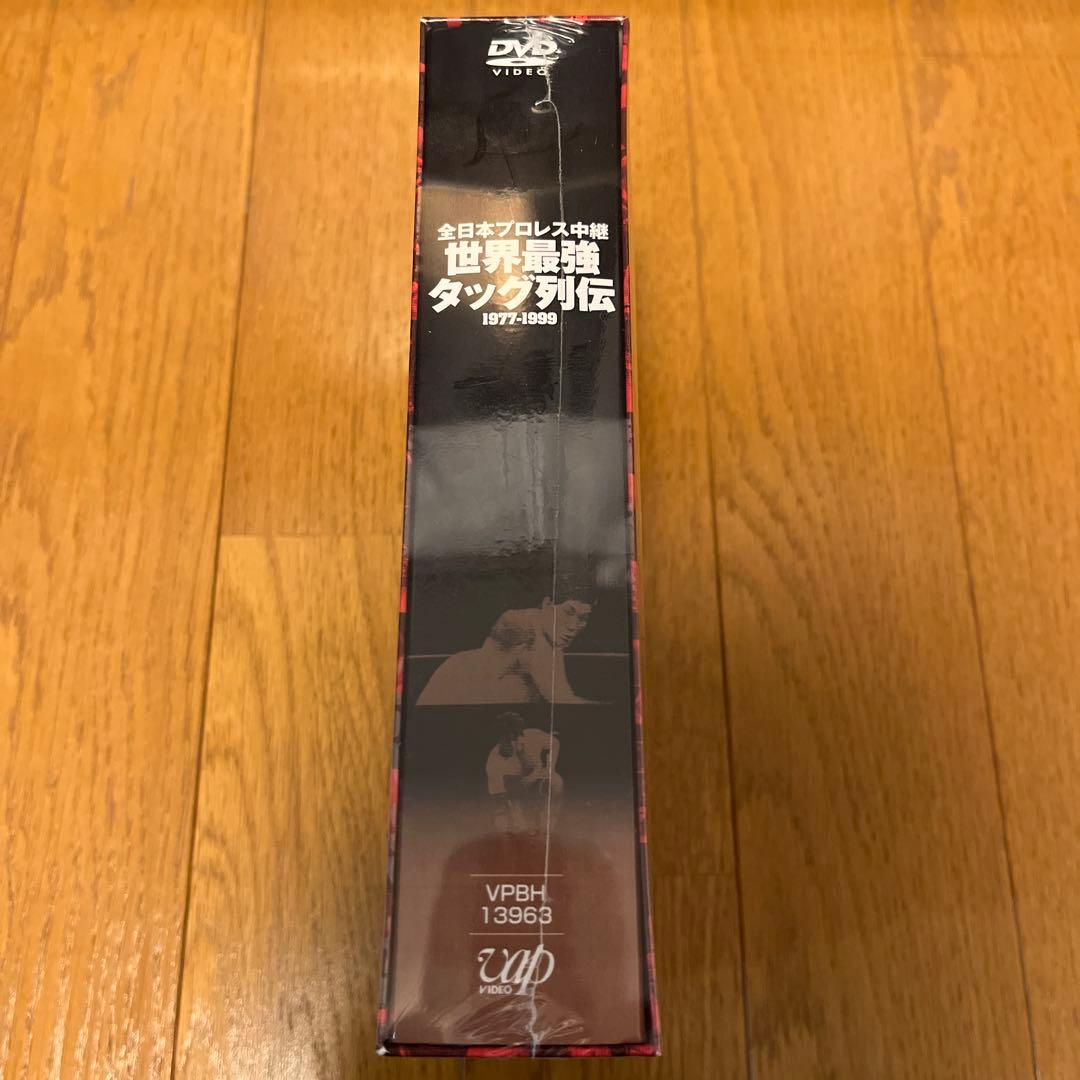 DVD
VIDEO
全日本プロレス中継
世界最強
タッグ列伝
1977-1999
VPBH
13963
vap
VIDEO